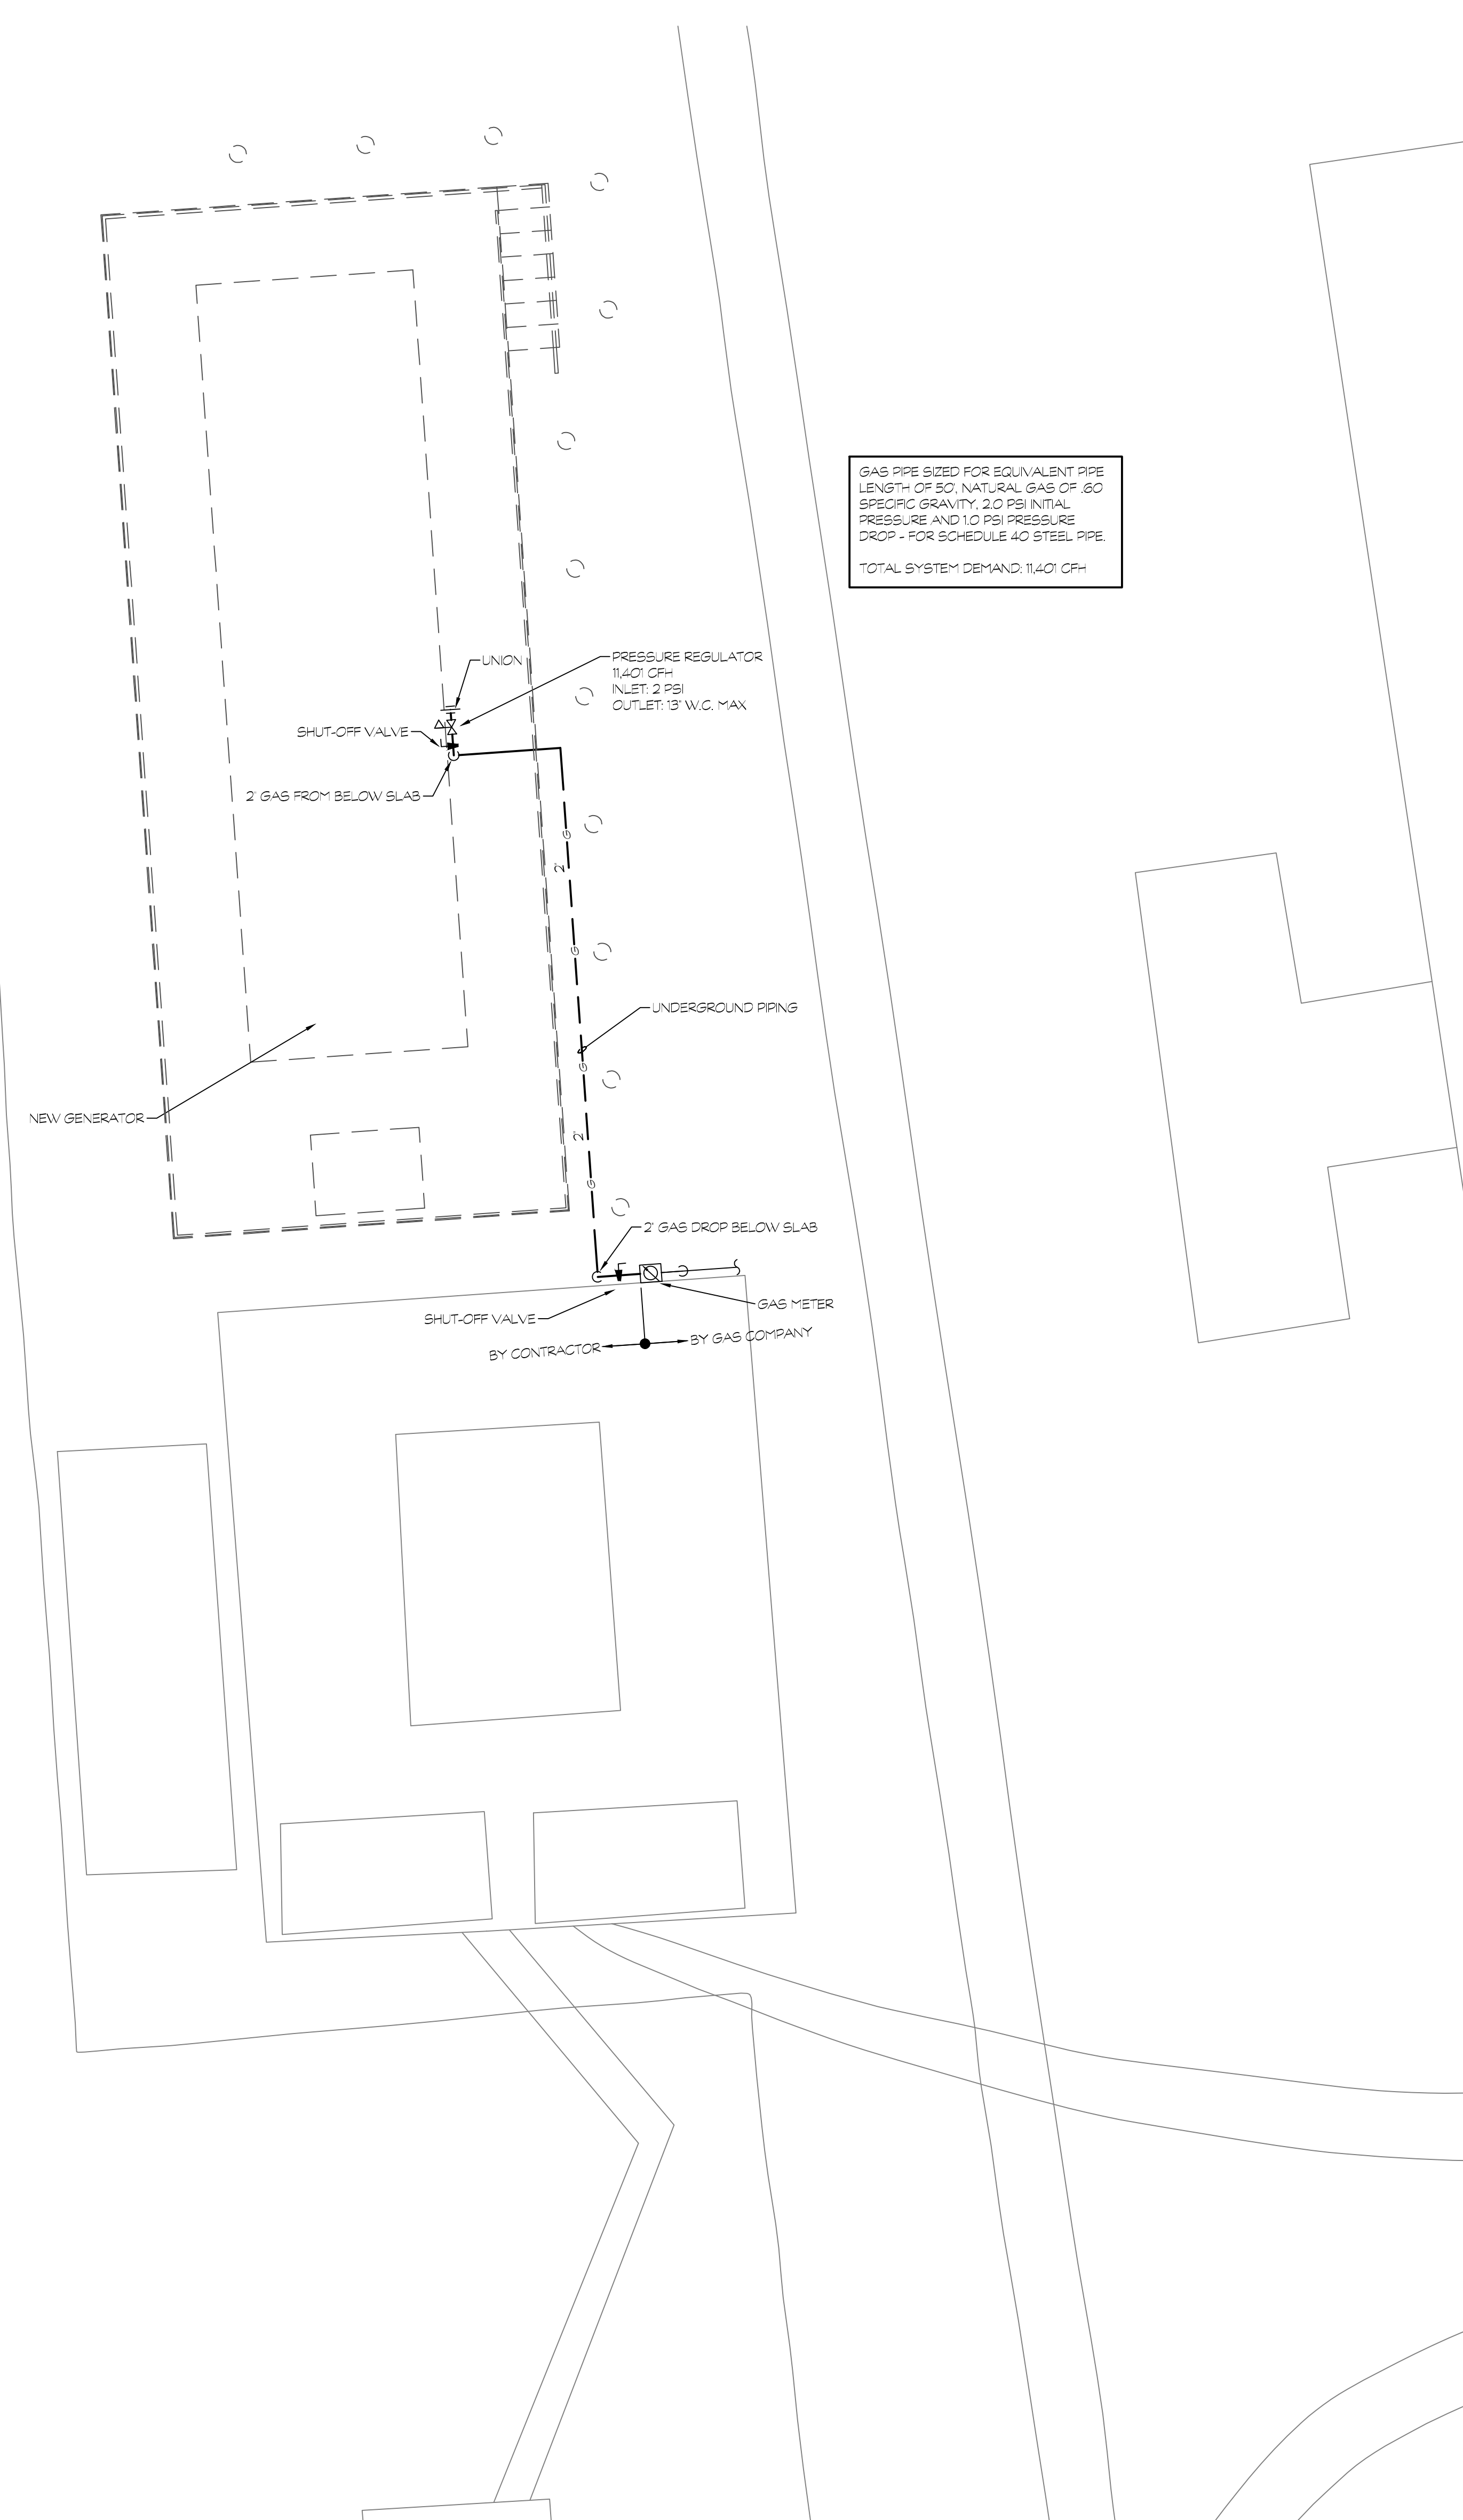 GAS PIPE SIZED FOR EQUIVALENT PIPE
LENGTH OF 50', NATURAL GAS OF .60
SPECIFIC GRAVITY, 2.0 PSI INITIAL
PRESSURE AND 1.0 PSI PRESSURE
DROP - FOR SCHEDULE 40 STEEL PIPE.
TOTAL SYSTEM DEMAND: 11,401 CFH
UNION
PRESSURE REGULATOR
11,401 CFH
INLET: 2 PSI
OUTLET: 13" W.C. MAX
SHUT-OFF VALVE
2" GAS FROM BELOW SLAB
G
2"
G
UNDERGROUND PIPING
G
NEW GENERATOR
2"
G
2" GAS DROP BELOW SLAB
GAS METER
SHUT-OFF VALVE
BY GAS COMPANY
BY CONTRACTOR